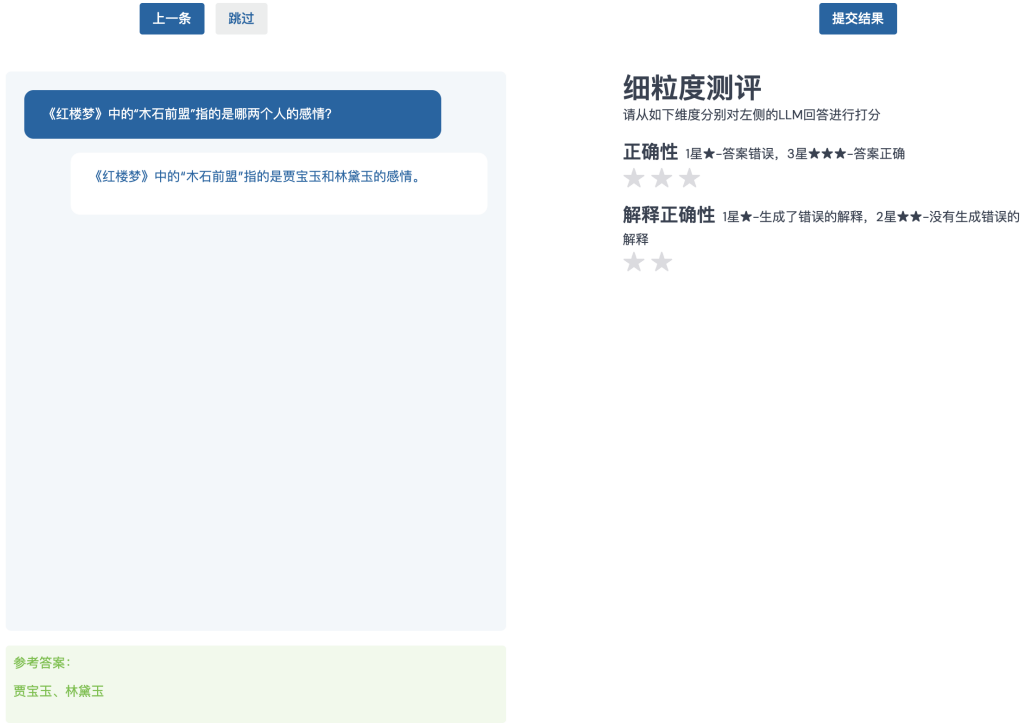 上一条
跳过
提交结果
《红楼梦》中的“木石前盟”指的是哪两个人的感情?
《红楼梦》中的“木石前盟”指的是贾宝玉和林黛玉的感情。
参考答案：
贾宝玉、林黛玉
细粒度测评
请从如下维度分别对左侧的LLM回答进行打分
正确性 1星★-答案错误，3星★★★-答案正确
★ ★ ★
解释正确性 1星★-生成了错误的解释，2星★★-没有生成错误的
解释
★ ★